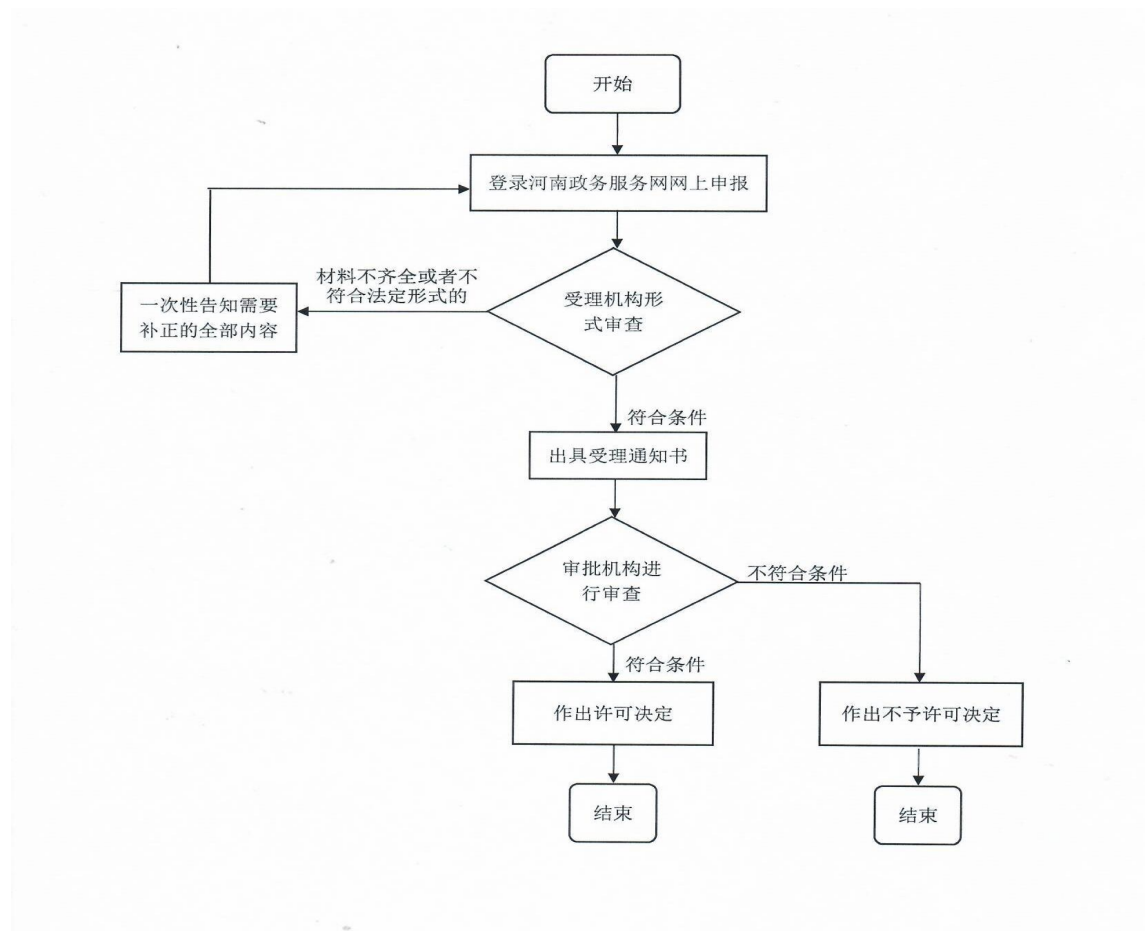 开始
登录河南政务服务网网上申报
材料不齐全或者不
符合法定形式的
一次性告知需要
补正的全部内容
受理机构形
式审查
符合条件
出具受理通知书
审批机构进
行审查
不符合条件
符合条件
作出许可决定
作出不予许可决定
结束
结束